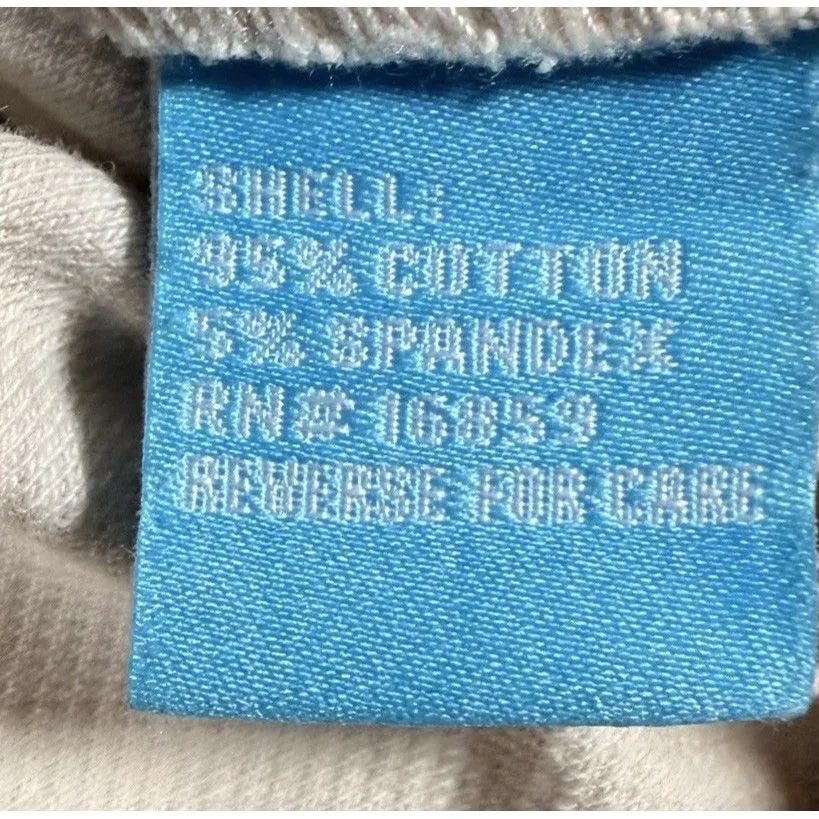 SHELL:
95% COTTON
5% SPANDEX
RN# 16859
REVERSE FOR CARE